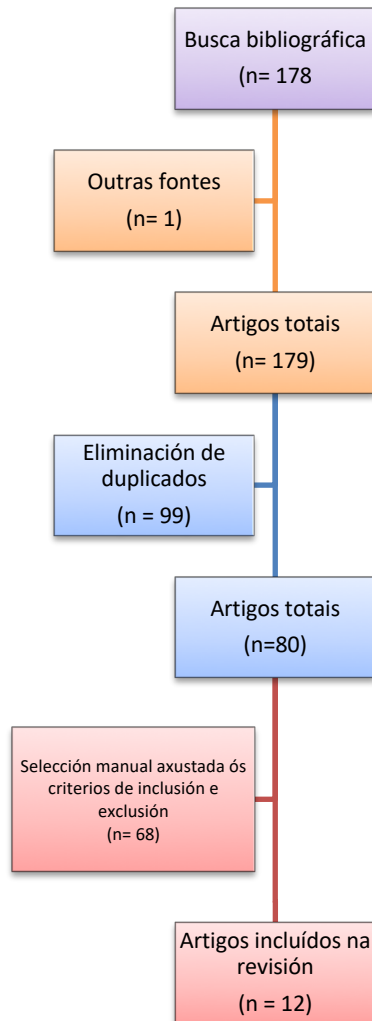 Busca bibliográfica
(n= 178
Outras fontes
(n= 1)
Artigos totais
(n= 179)
Eliminación de
duplicados
(n = 99)
Artigos totais
(n=80)
Selección manual axustada ós
criterios de inclusión e
exclusión
(n= 68)
Artigos incluídos na
revisión
(n = 12)